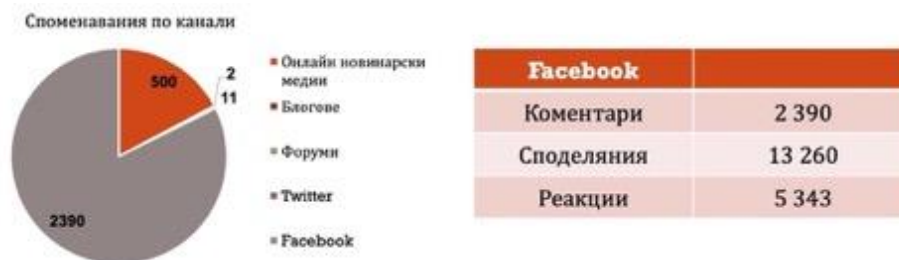 Споменавания по канали
500
2
11
2390
Онлайн новинарски
медии
Блогове
Форуми
Twitter
Facebook
Facebook
Коментари 2 390
Споделяния 13 260
Реакции 5 343